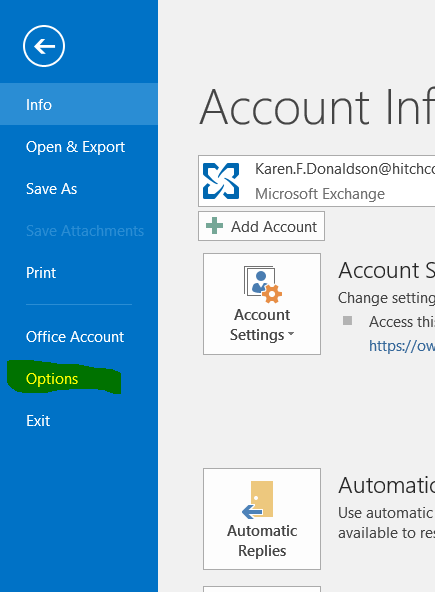 Info
Open & Export
Save As
Save Attachments
Print
Office Account
Options
Exit
Account Inf
Karen.F.Donaldson@hitchco
Microsoft Exchange
Add Account
Account
Settings
Account S
Change setting
Access this
https://ow
Automatic
Replies
Automatic
Use automatic
available to res